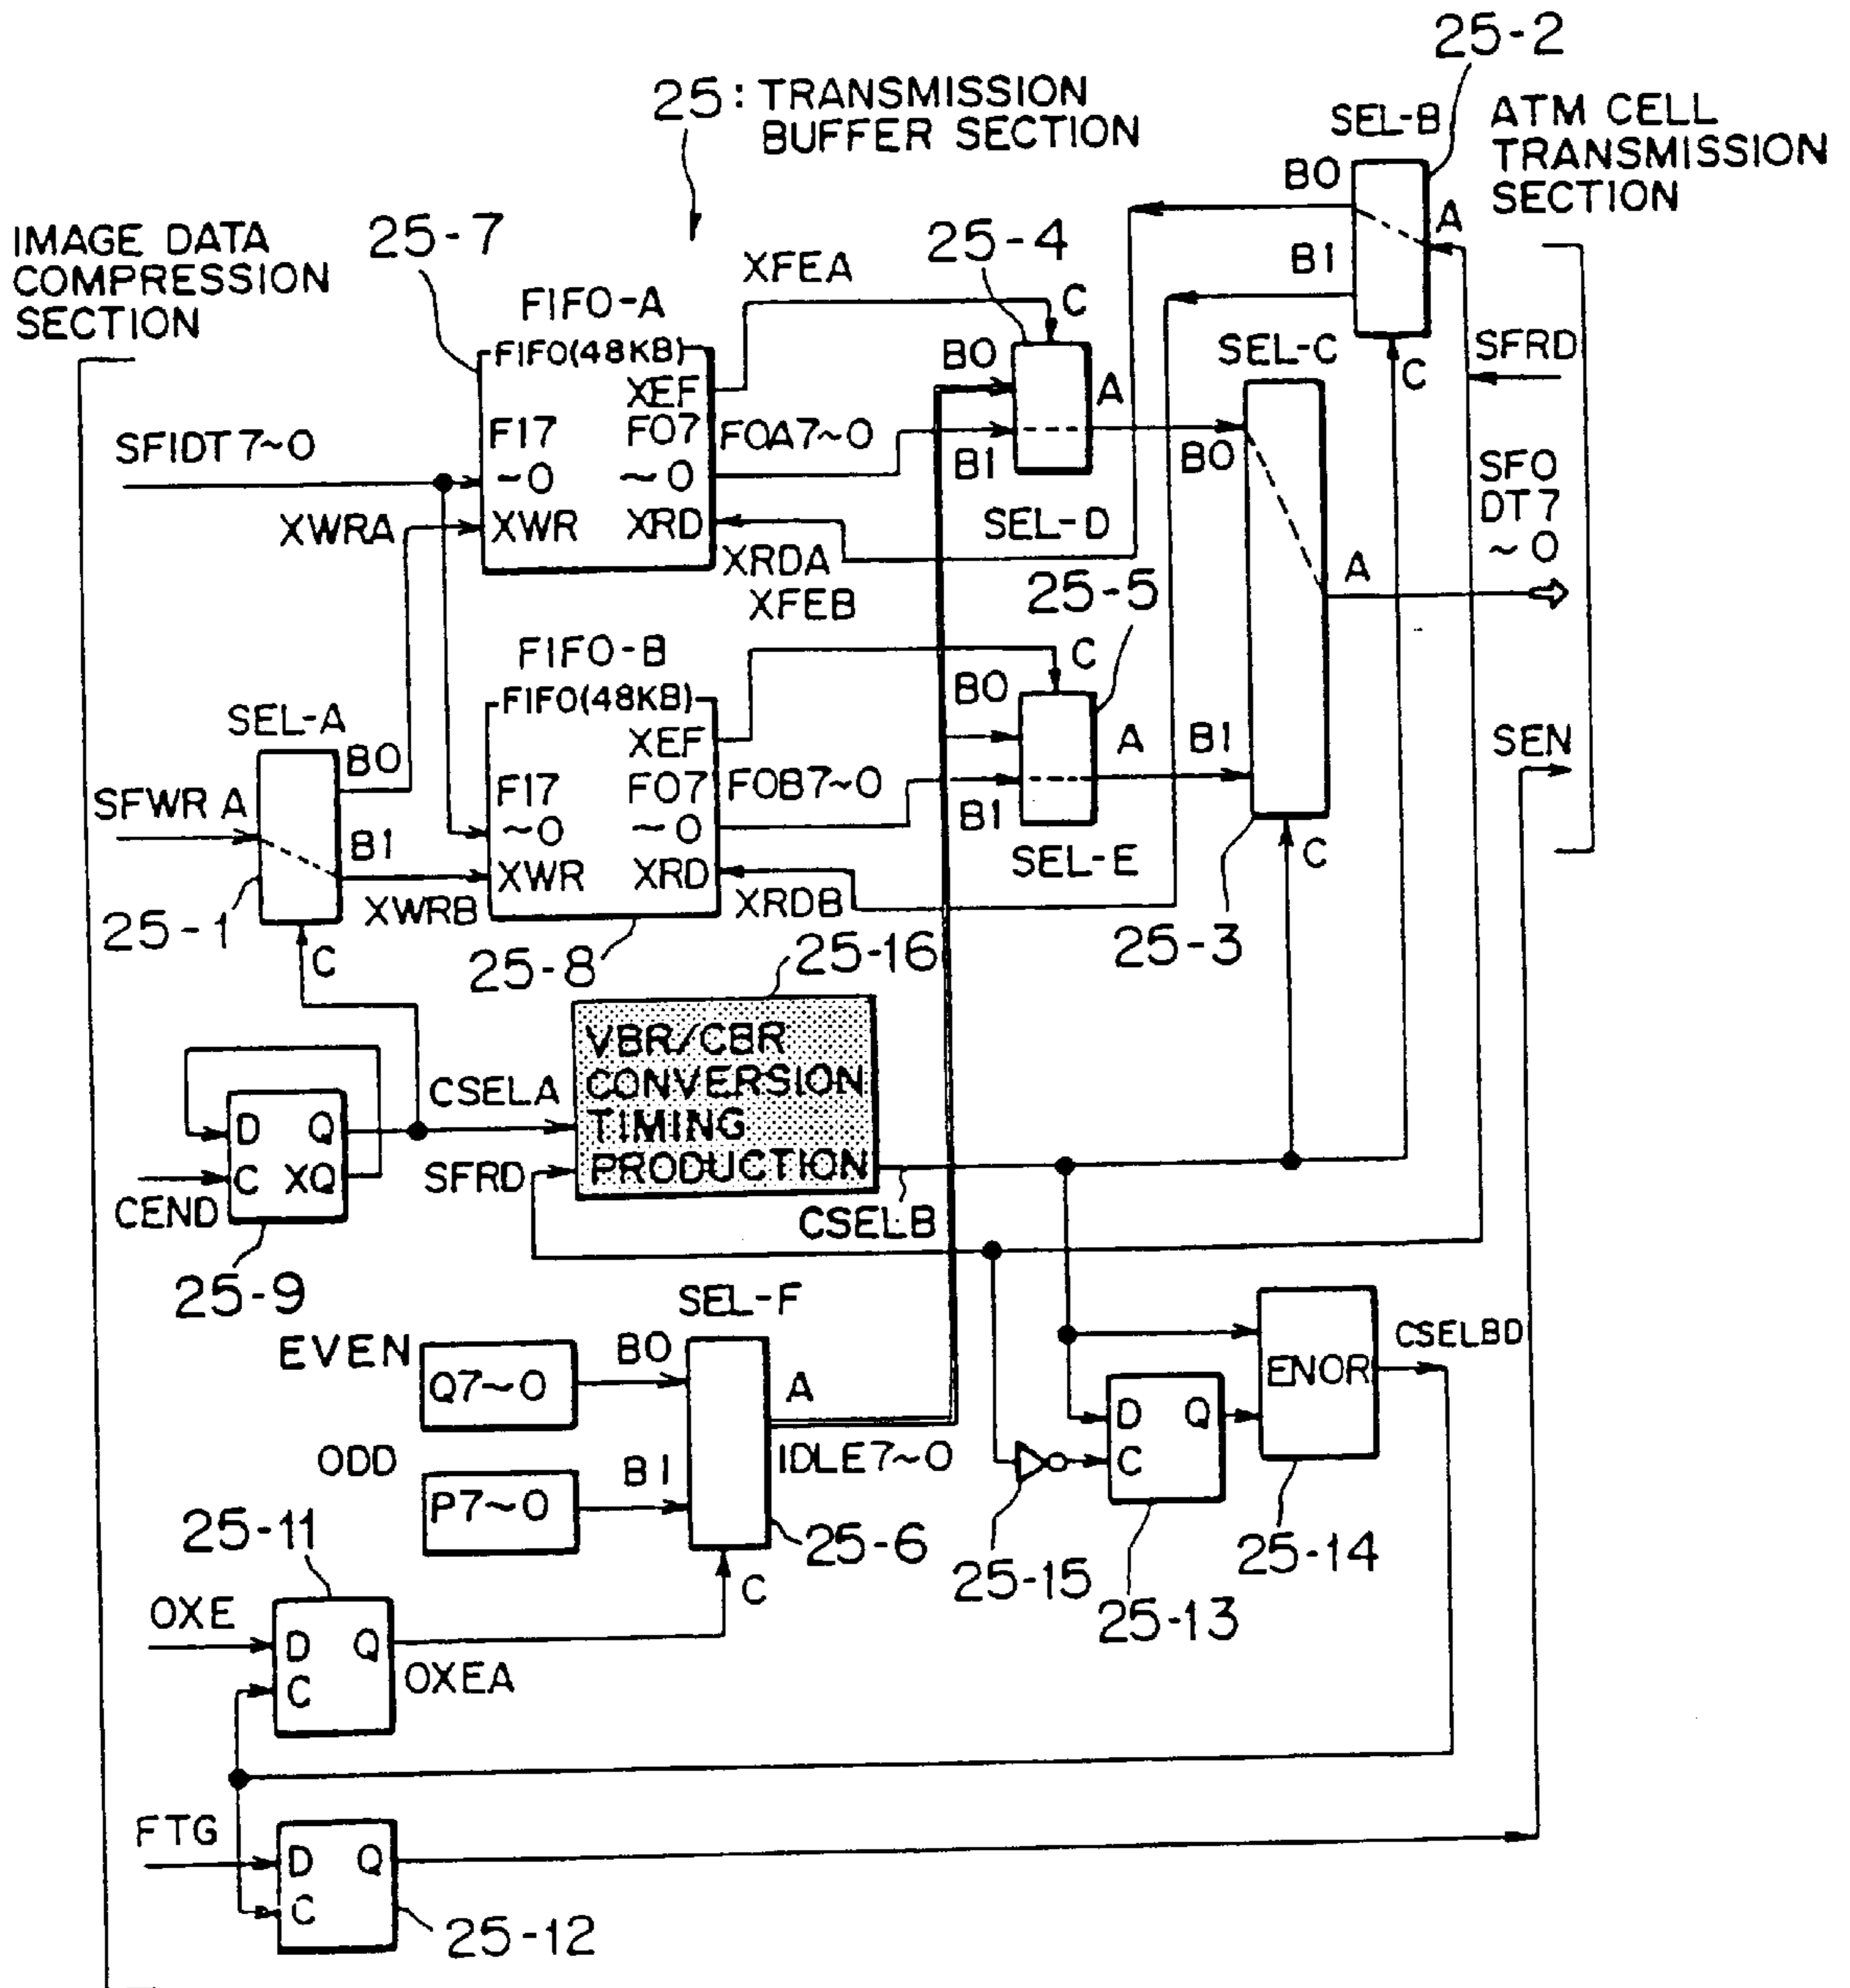 25-2
25: TRANSMISSION
BUFFER SECTION
SEL-B
ATM CELL
TRANSMISSION
SECTION
B0
A
B1
C
IMAGE DATA
COMPRESSION
SECTION
25-7
25-4
XFEA
C
FIFO-A
FIFO(48KB)
XEF
F17
~0
F07
~0
XWR
XRD
FOA7~0
B0
A
B1
SEL-D
SEL-C
SFRD
SFIDT7~0
XWRA
XRDA
XFEB
25-5
B0
A
SFO
DT7
~0
FIFO-B
FIFO(48KB)
XEF
F17
~0
F07
~0
XWR
XRD
FOB7~0
C
B0
A
B1
B1
SEL-E
SEN
SEL-A
B0
SFWR A
B1
XWRB
XRDB
25-1
C
25-8
25-16
25-3
C
VBR/CBR
CONVERSION
TIMING
PRODUCTION
CSELA
SFRD
CSELB
D Q
C XQ
CEND
25-9
SEL-F
EVEN
Q7~0
B0
A
ODD
P7~0
B1
IDLE7~0
25-6
C
ENOR
CSELBD
D Q
C
25-15
25-13
25-14
25-11
OXE
D Q
C
OXEA
FTG
D Q
C
25-12